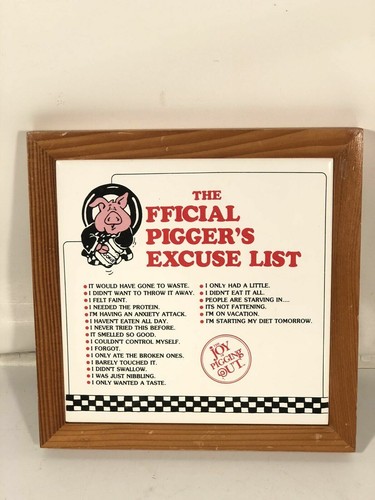 THE
OFFICIAL
PIGGER'S
EXCUSE LIST
IT WOULD HAVE GONE TO WASTE.
I DIDN'T WANT TO THROW IT AWAY.
I FELT FAINT.
I NEEDED THE PROTEIN.
I'M HAVING AN ANXIETY ATTACK.
I HAVEN'T EATEN ALL DAY.
I NEVER TRIED THIS BEFORE.
IT SMELLED SO GOOD.
I COULDN'T CONTROL MYSELF.
I FORGOT.
I ONLY ATE THE BROKEN ONES.
I BARELY TOUCHED IT.
I DIDN'T SWALLOW.
I WAS JUST NIBBLING.
I ONLY WANTED A TASTE.
I ONLY HAD A LITTLE.
I DIDN'T EAT IT ALL.
PEOPLE ARE STARVING IN....
ITS NOT FATTENING.
I'M ON VACATION.
I'M STARTING MY DIET TOMORROW.
THE
JOY
OF
PIGGING
OUT